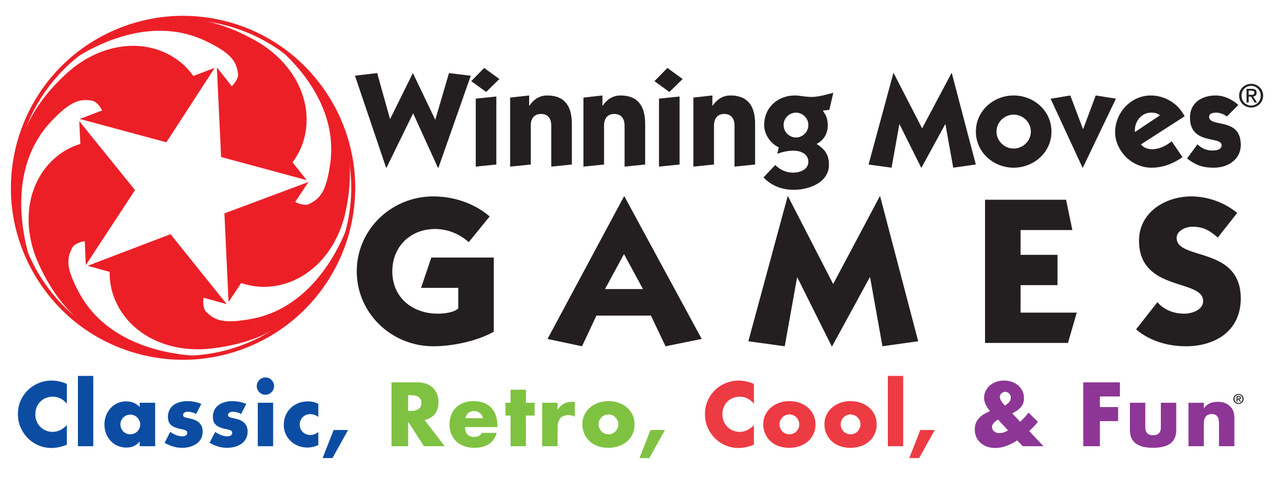 Winning Moves®
GAMES
Classic, Retro, Cool, & Fun®